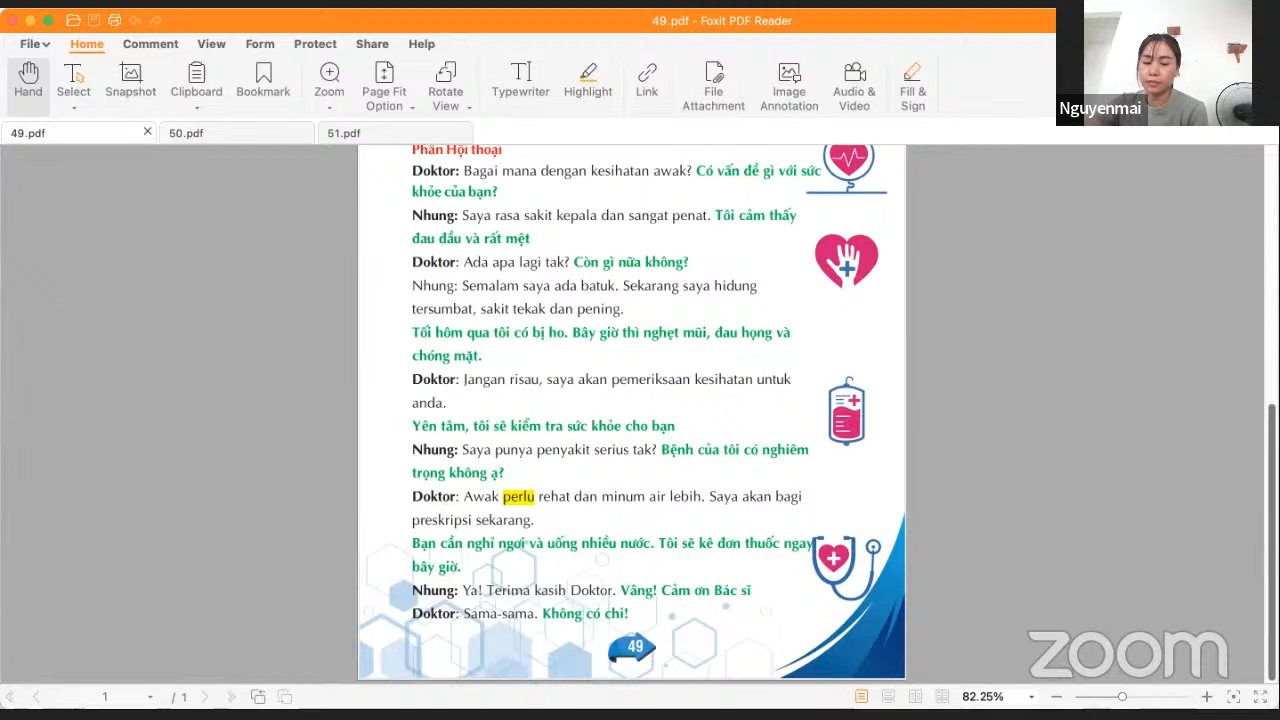 49.pdf - Foxit PDF Reader
File Home Comment View Form Protect Share Help
Hand Select Snapshot Clipboard Bookmark Zoom Page Fit Option Rotate View Typewriter Highlight Link File Attachment Image Annotation Audio & Video Fill & Sign
Nguyenmai
49.pdf 50.pdf 51.pdf
Phần Hội thoại
Doktor: Bagai mana dengan kesihatan awak? Có vấn đề gì với sức
khỏe của bạn?
Nhung: Saya rasa sakit kepala dan sangat penat. Tôi cảm thấy
đau đầu và rất mệt
Doktor: Ada apa lagi tak? Còn gì nữa không?
Nhung: Semalam saya ada batuk. Sekarang saya hidung
tersumbat, sakit tekak dan pening.
Tối hôm qua tôi có bị ho. Bây giờ thì nghẹt mũi, đau họng và
chóng mặt.
Doktor: Jangan risau, saya akan pemeriksaan kesihatan untuk
anda.
Yên tâm, tôi sẽ kiểm tra sức khỏe cho bạn
Nhung: Saya punya penyakit serius tak? Bệnh của tôi có nghiêm
trọng không ạ?
Doktor: Awak perlu rehat dan minum air lebih. Saya akan bagi
preskripsi sekarang.
Bạn cần nghỉ ngơi và uống nhiều nước. Tôi sẽ kê đơn thuốc ngay
bây giờ.
Nhung: Ya! Terima kasih Doktor. Vâng! Cảm ơn Bác sĩ
Doktor: Sama-sama. Không có chi!
49
zoom
1 / 1 82.25%